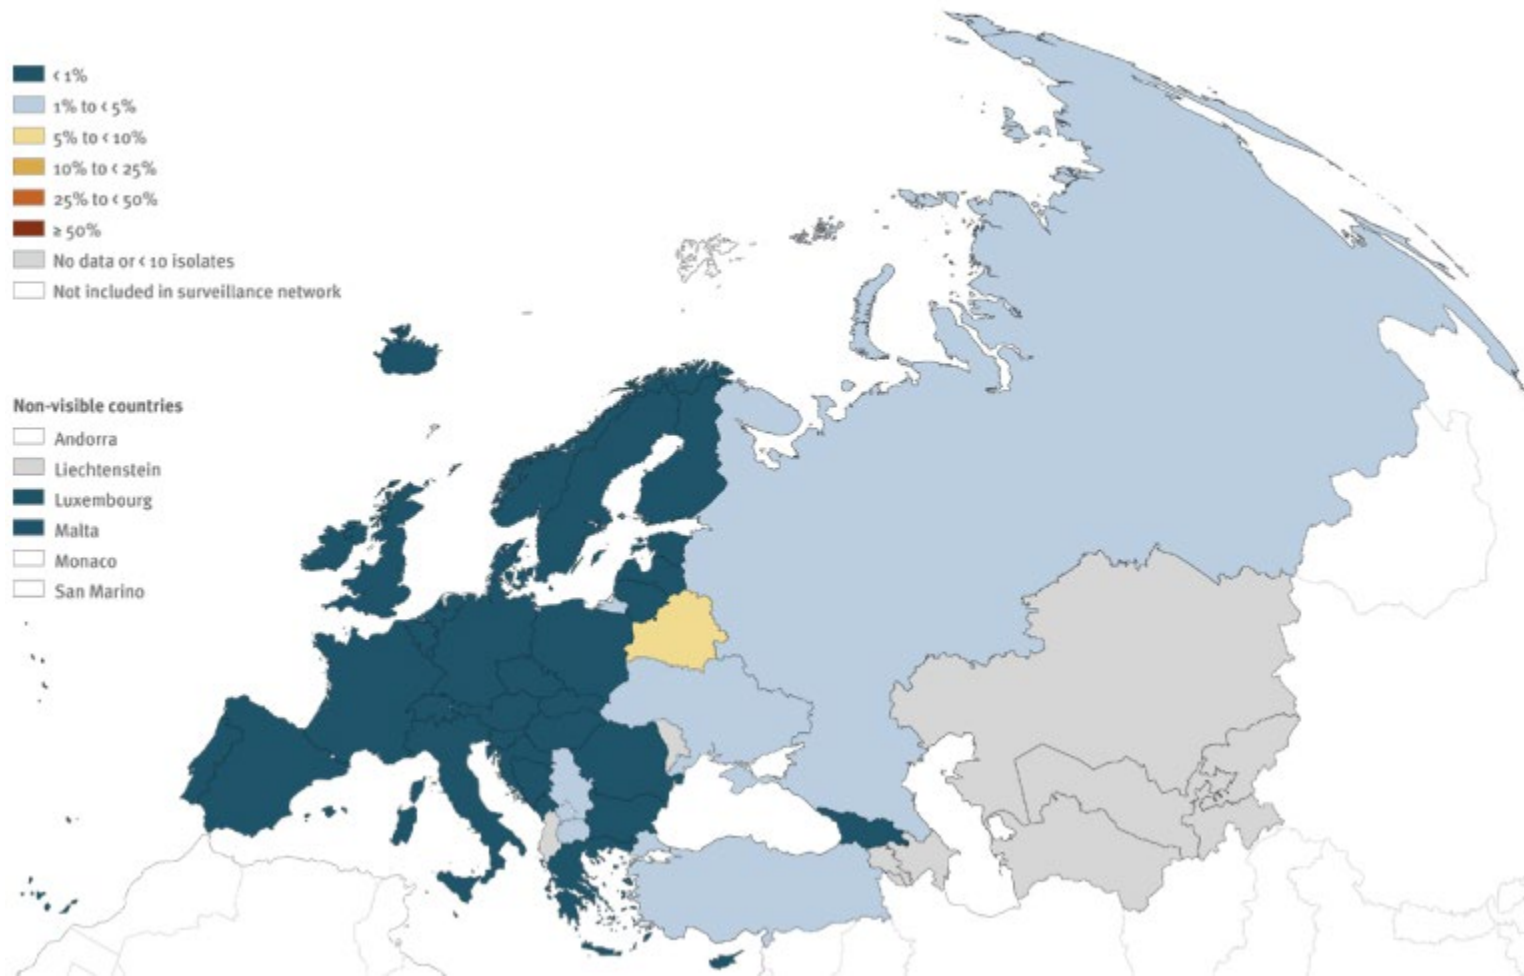 < 1%
1% to < 5%
5% to < 10%
10% to < 25%
25% to < 50%
≥ 50%
No data or < 10 isolates
Not included in surveillance network
Non-visible countries
Andorra
Liechtenstein
Luxembourg
Malta
Monaco
San Marino